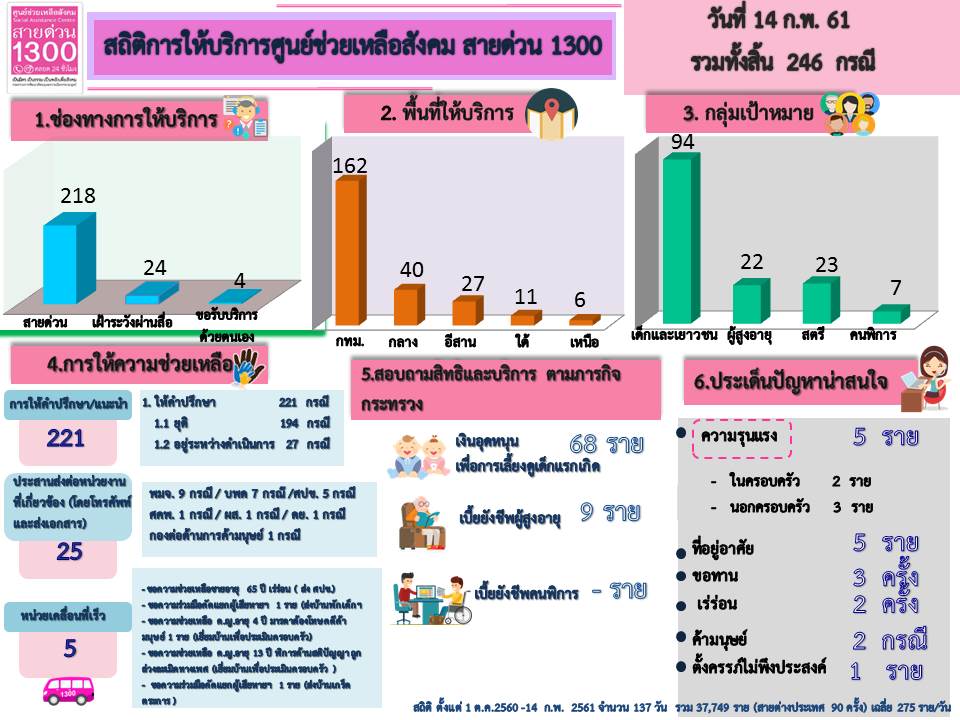 ศูนย์ช่วยเหลือสังคม
Social Assistance Center
สายด่วน
1300
ตลอด 24 ชั่วโมง
สถิติการให้บริการศูนย์ช่วยเหลือสังคม สายด่วน 1300
วันที่ 14 ก.พ. 61
รวมทั้งสิ้น 246 กรณี
1.ช่องทางการให้บริการ
218
24
4
สายด่วน เฝ้าระวังผ่านสื่อ ขอรับบริการ
ด้วยตนเอง
2. พื้นที่ให้บริการ
162
40
27
11
6
กทม. กลาง อีสาน ใต้ เหนือ
3. กลุ่มเป้าหมาย
94
22
23
7
เด็กและเยาวชน ผู้สูงอายุ สตรี คนพิการ
4.การให้ความช่วยเหลือ
การให้คำปรึกษา/แนะนำ
221
1. ให้คำปรึกษา 221 กรณี
1.1 ยุติ 194 กรณี
1.2 อยู่ระหว่างดำเนินการ 27 กรณี
ประสานส่งต่อหน่วยงาน
ที่เกี่ยวข้อง (โดยโทรศัพท์
และส่งเอกสาร)
25
พมจ. 9 กรณี / บพด 7 กรณี /ศปช. 5 กรณี
ศดพ. 1 กรณี / ผส. 1 กรณี / ดย. 1 กรณี
กองต่อด้านการค้ามนุษย์ 1 กรณี
หน่วยเคลื่อนที่เร็ว
5
1300
- ขอความช่วยเหลือชายอายุ 65 ปี เร่ร่อน ( ส่ง ศปช.)
- ขอความร่วมมือคัดแยกผู้เสียหายฯ 1 ราย (ส่งบ้านพักเด็กฯ
- ขอความช่วยเหลือ ด.ญ.อายุ 4 ปี มารดาต้องโทษคดีค้า
มนุษย์ 1 ราย (เยี่ยมบ้านเพื่อประเมินครอบครัว)
- ขอความช่วยเหลือ ด.ญ.อายุ 13 ปี พิการด้านสติปัญญา ถูก
ล่วงละเมิดทางเพศ (เยี่ยมบ้านเพื่อประเมินครอบครัว )
- ขอความร่วมมือคัดแยกผู้เสียหายฯ 1 ราย (ส่งบ้านเกร็ด
ตระการ )
5.สอบถามสิทธิและบริการ ตามภารกิจ
กระทรวง
เงินอุดหนุน 68 ราย
เพื่อการเลี้ยงดูเด็กแรกเกิด
เบี้ยยังชีพผู้สูงอายุ 9 ราย
เบี้ยยังชีพคนพิการ - ราย
6.ประเด็นปัญหาน่าสนใจ
ความรุนแรง 5 ราย
- ในครอบครัว 2 ราย
- นอกครอบครัว 3 ราย
ที่อยู่อาศัย 5 ราย
ขอทาน 3 ครั้ง
เร่ร่อน 2 ครั้ง
ค้ามนุษย์ 2 กรณี
ตั้งครรภ์ไม่พึงประสงค์ 1 ราย
สถิติ ตั้งแต่ 1 ต.ค.2560 -14 ก.พ. 2561 จำนวน 137 วัน รวม 37,749 ราย (สายต่างประเทศ 90 ครั้ง) เฉลี่ย 275 ราย/วัน